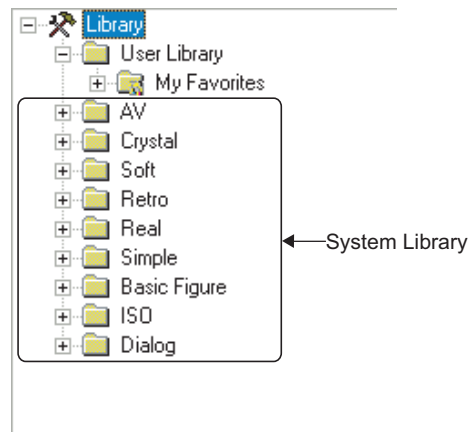 Library
User Library
My Favorites
AV
Crystal
Soft
Retro
Real
System Library
Simple
Basic Figure
ISO
Dialog